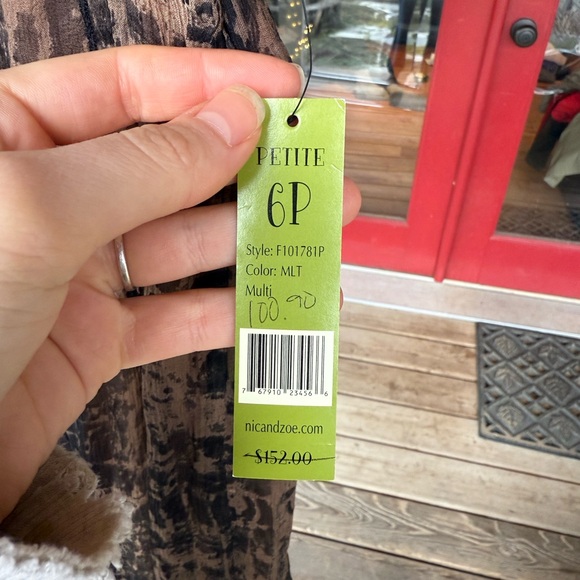 PETITE
6P
Style: F101781P
Color: MLT
Multi
100.90
7 67910 23456 6
nicandzoe.com
$152.00